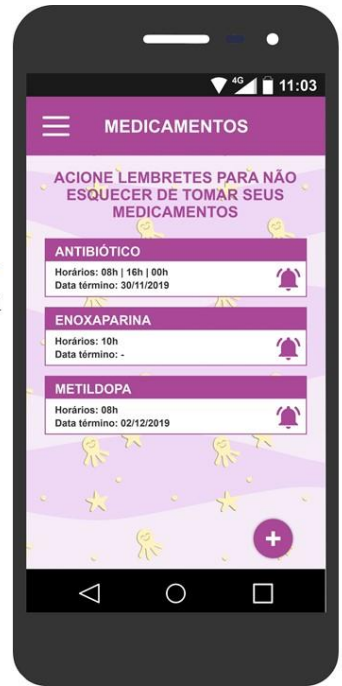 4G 11:03
MEDICAMENTOS
ACIONE LEMBRETES PARA NÃO
ESQUECER DE TOMAR SEUS
MEDICAMENTOS
ANTIBIÓTICO
Horários: 08h | 16h | 00h
Data término: 30/11/2019
ENOXAPARINA
Horários: 10h
Data término: -
METILDOPA
Horários: 08h
Data término: 02/12/2019
+